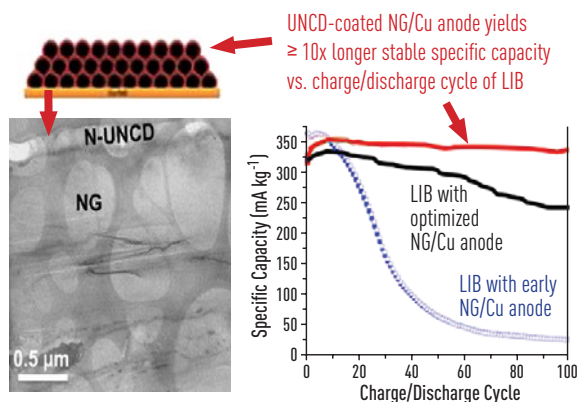 UNCD-coated NG/Cu anode yields
≥ 10x longer stable specific capacity
vs. charge/discharge cycle of LIB
N-UNCD
NG
0.5 µm
Specific Capacity (mA kg⁻¹)
350
300
250
200
150
100
50
0
LIB with
optimized
NG/Cu anode
LIB with early
NG/Cu anode
0 20 40 60 80 100
Charge/Discharge Cycle